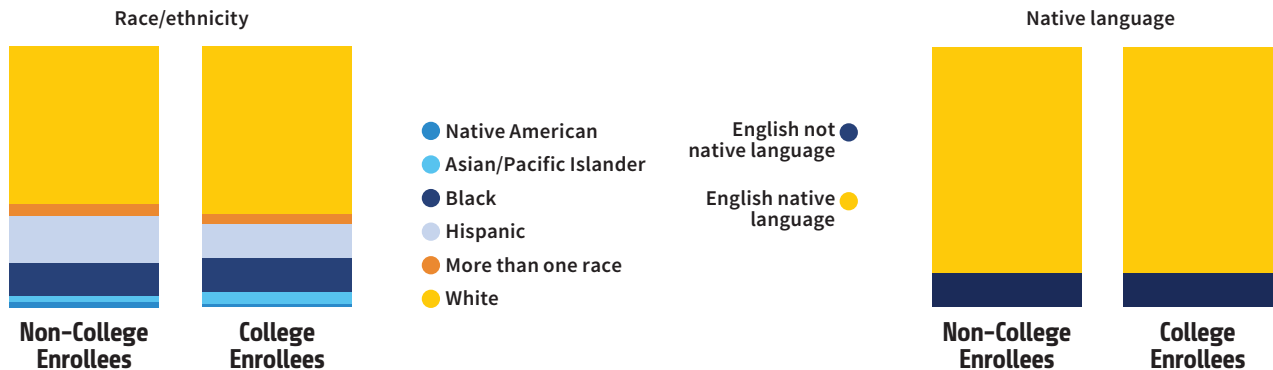 Race/ethnicity
Non-College
Enrollees
College
Enrollees
Native American
Asian/Pacific Islander
Black
Hispanic
More than one race
White
Native language
English not
native language
English native
language
Non-College
Enrollees
College
Enrollees